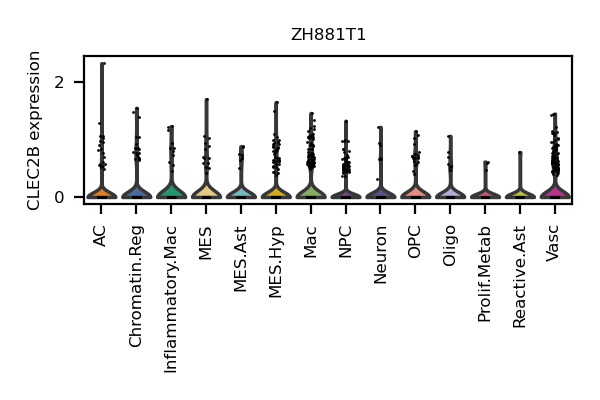 ZH881T1
CLEC2B expression
2
0
AC
Chromatin.Reg
Inflammatory.Mac
MES
MES.Ast
MES.Hyp
Mac
NPC
Neuron
OPC
Oligo
Prolif.Metab
Reactive.Ast
Vasc